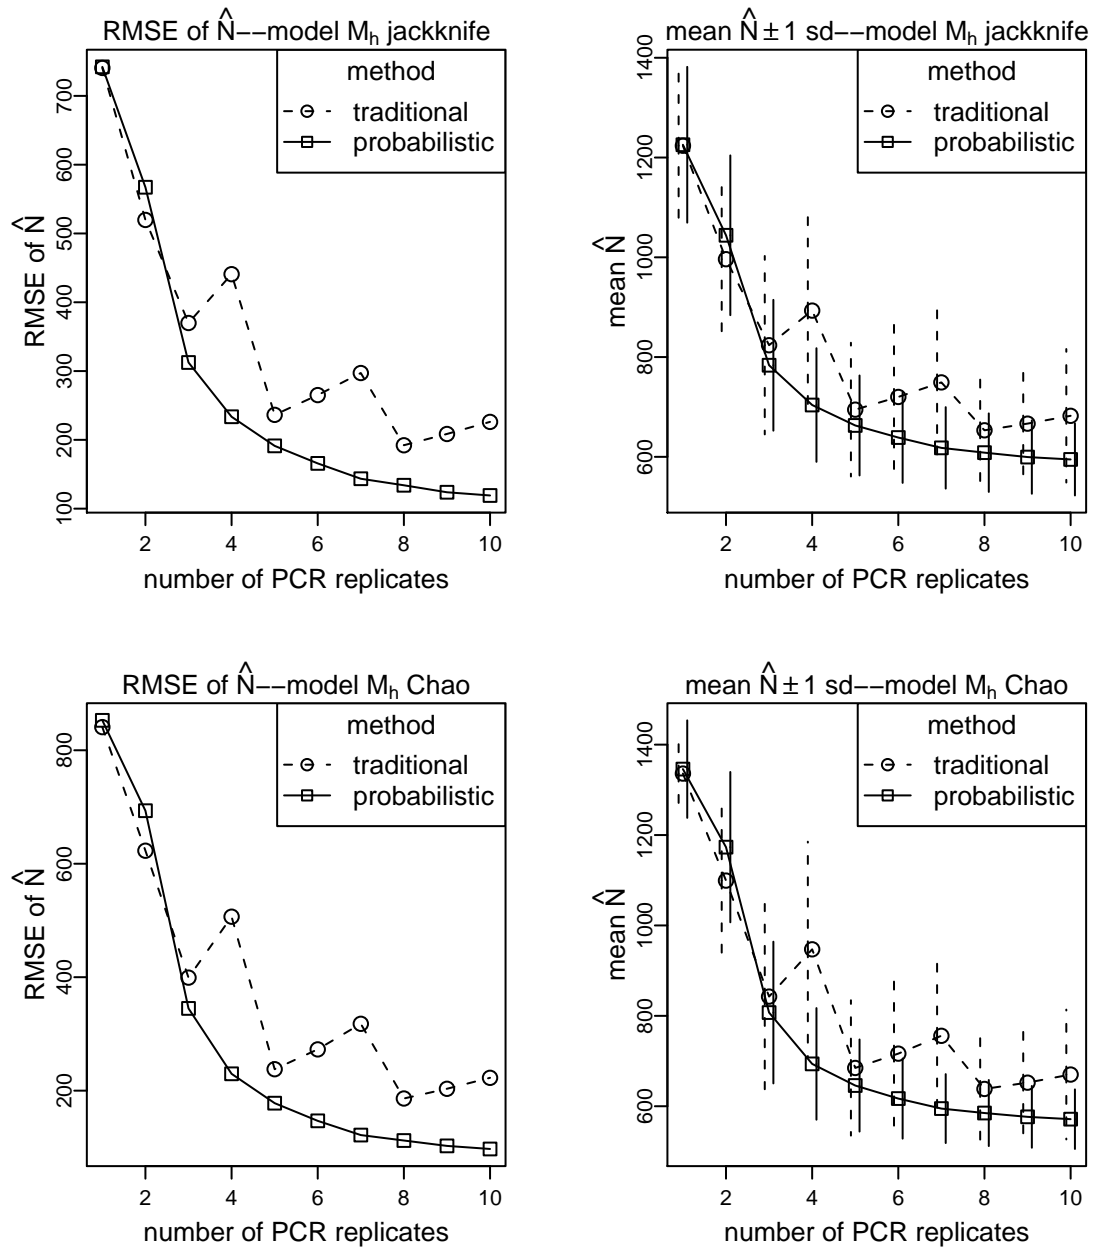 RMSE of N̂−−model Mₕ jackknife
method
traditional
probabilistic
700
600
500
400
300
200
100
RMSE of N̂
2 4 6 8 10
number of PCR replicates
mean N̂ ± 1 sd−−model Mₕ jackknife
method
traditional
probabilistic
1400
1200
1000
800
600
mean N̂
2 4 6 8 10
number of PCR replicates
RMSE of N̂−−model Mₕ Chao
method
traditional
probabilistic
800
600
400
200
RMSE of N̂
2 4 6 8 10
number of PCR replicates
mean N̂ ± 1 sd−−model Mₕ Chao
method
traditional
probabilistic
1400
1200
1000
800
600
mean N̂
2 4 6 8 10
number of PCR replicates